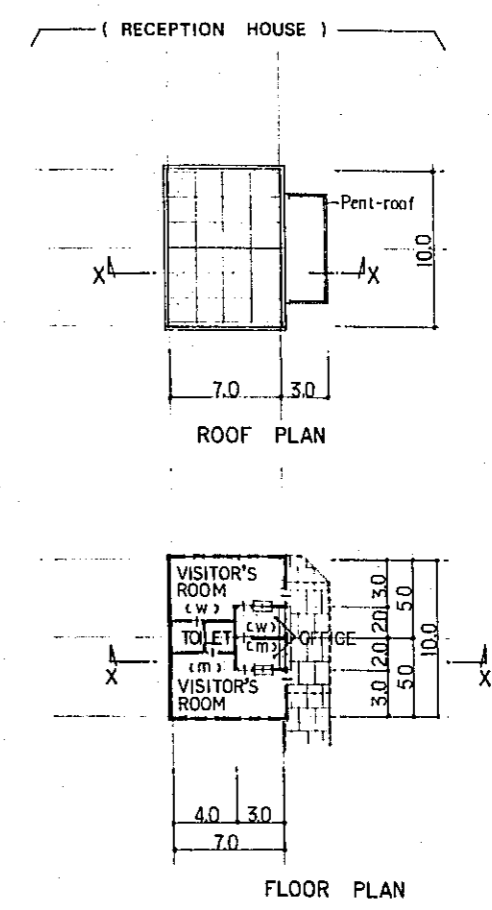 ( RECEPTION HOUSE )
Pent-roof
X X
10.0
7.0 3.0
ROOF PLAN
VISITOR'S
ROOM
(w)
TOILET (w) OFFICE
(m)
(m)
VISITOR'S
ROOM
3.0 2.0 2.0 3.0
5.0 5.0
10.0
X X
4.0 3.0
7.0
FLOOR PLAN